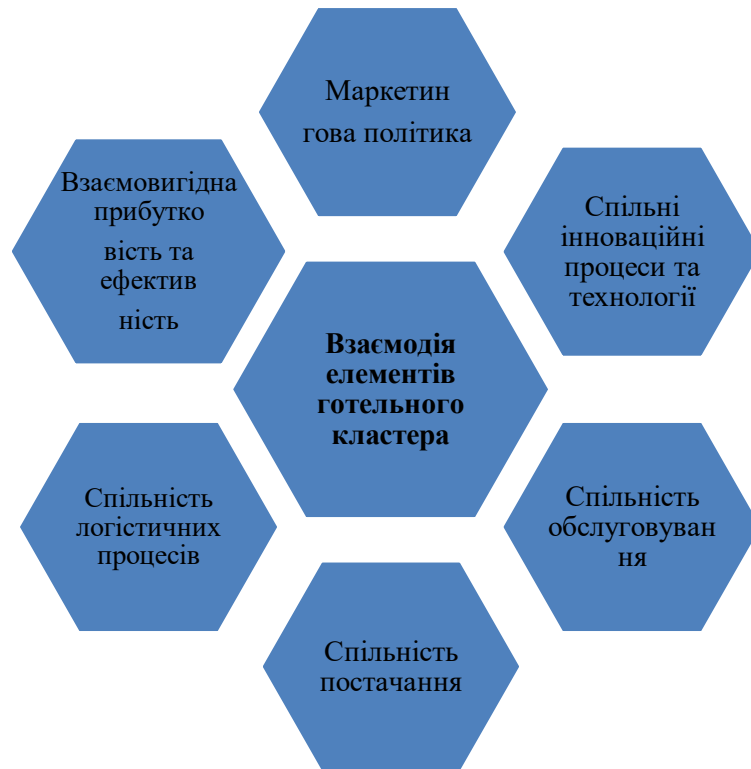 Маркетин
гова політика
Взаємовигідна
прибутко
вість та
ефектив
ність
Спільні
інноваційні
процеси та
технології
Взаємодія
елементів
готельного
кластера
Спільність
логістичних
процесів
Спільність
обслуговуван
ня
Спільність
постачання